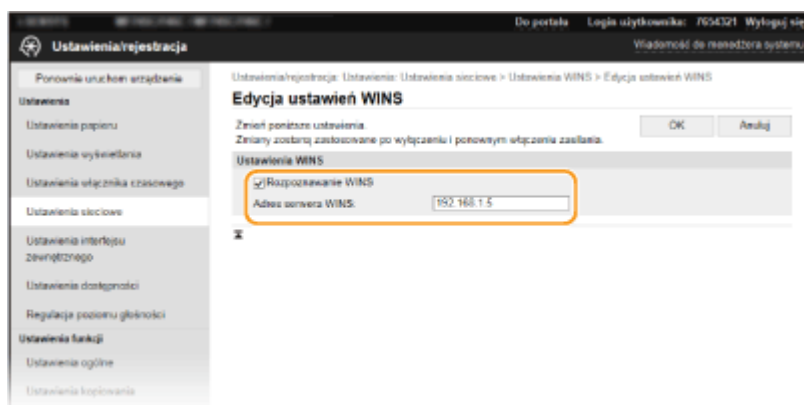 Do portalu Login użytkownika: 7654321 Wyloguj się
Ustawienia/rejestracja
Wiadomość do menedżera systemu
Ponownie uruchom urządzenie
Ustawienia
Ustawienia papieru
Ustawienia wyświetlania
Ustawienia włącznika czasowego
Ustawienia sieciowe
Ustawienia interfejsu
zewnętrznego
Ustawienia dostępności
Regulacja poziomu głośności
Ustawienia funkcji
Ustawienia ogólne
Ustawienia kopiowania
Ustawienia/rejestracja: Ustawienia: Ustawienia sieciowe > Ustawienia WINS > Edycja ustawień WINS
Edycja ustawień WINS
Zmień poniższe ustawienia.
Zmiany zostaną zastosowane po wyłączeniu i ponownym włączeniu zasilania.
OK Anuluj
Ustawienia WINS
Rozpoznawanie WINS
Adres serwera WINS: 192.168.1.5